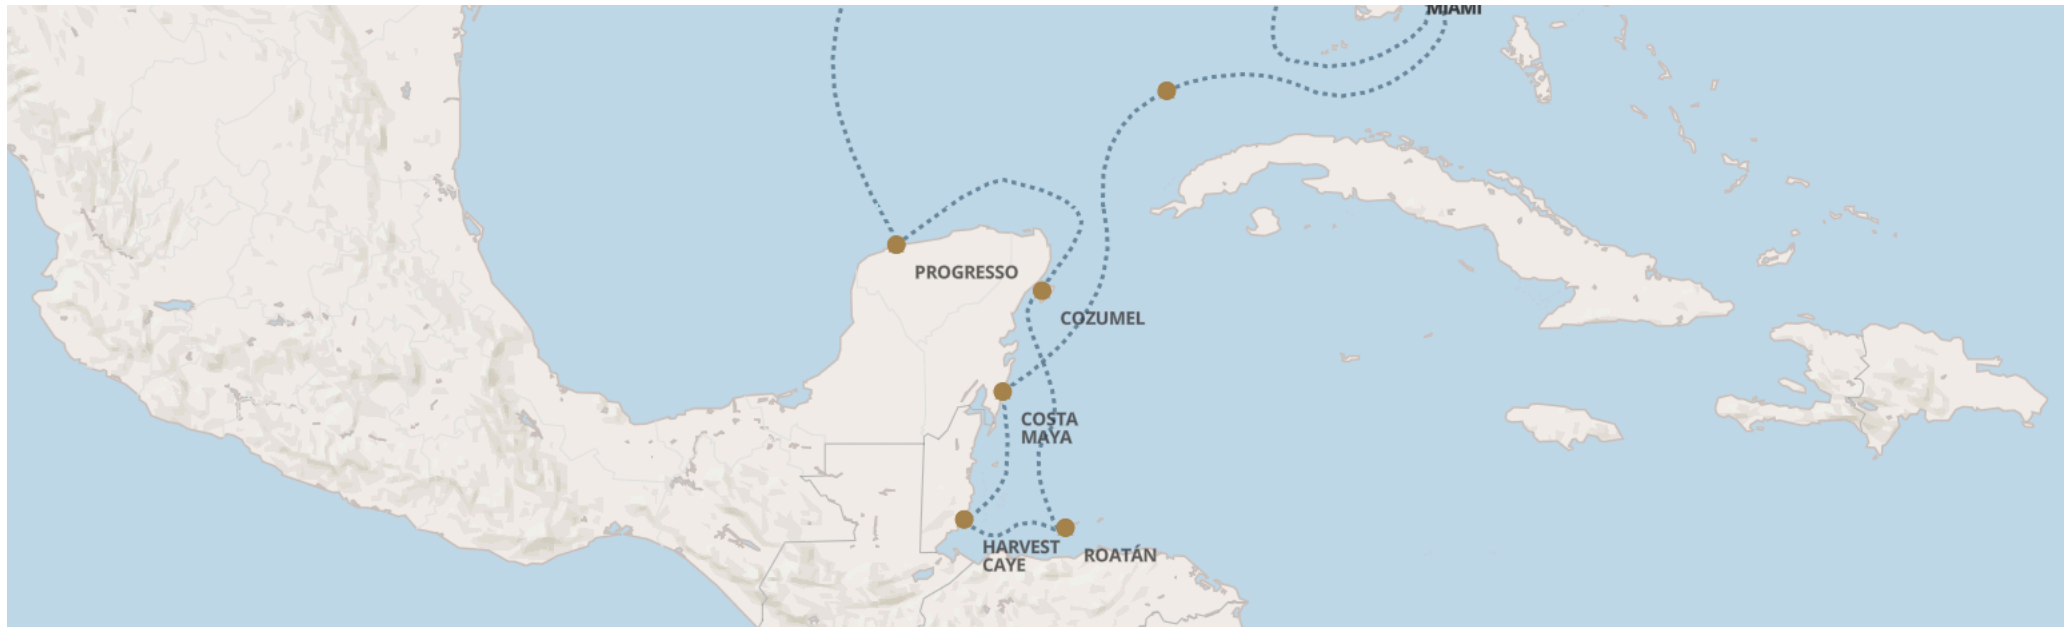 MIAMI
PROGRESSO
COZUMEL
COSTA
MAYA
HARVEST
CAYE
ROATÁN